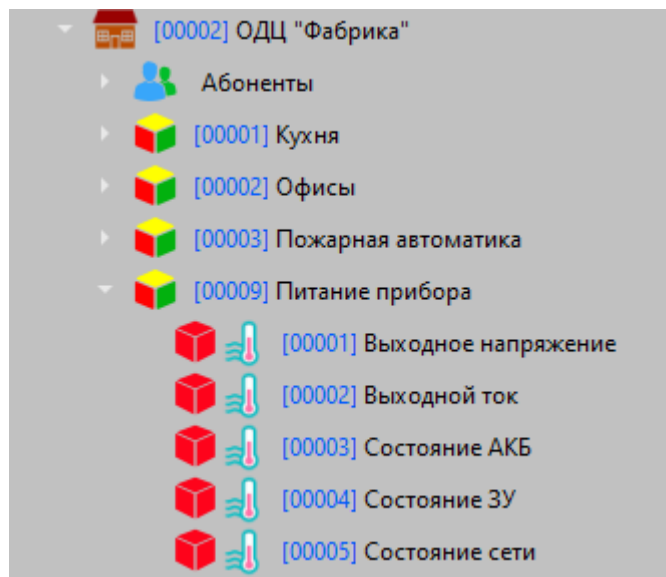 [00002] ОДЦ "Фабрика"
Абоненты
[00001] Кухня
[00002] Офисы
[00003] Пожарная автоматика
[00009] Питание прибора
[00001] Выходное напряжение
[00002] Выходной ток
[00003] Состояние АКБ
[00004] Состояние ЗУ
[00005] Состояние сети